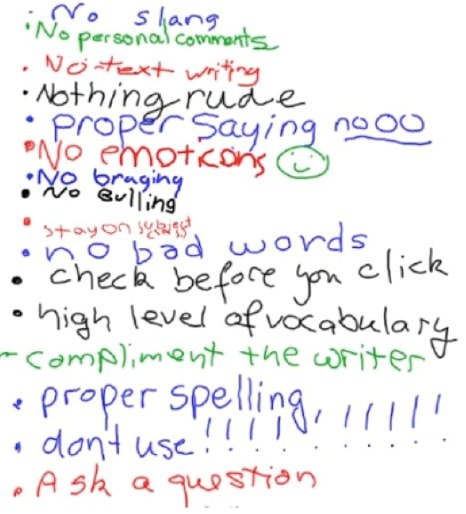 • No slang
• No personal comments
• No text writing
• Nothing rude
• Proper Saying nooo
• No emotcons ☺
• No braging
• No Bulling
• stay on subject
• no bad words
• check before you click
• high level of vocabulary
- compliment the writer
• proper spelling, ! ! ! ! ! !
• dont use ! ! ! !
• Ask a question